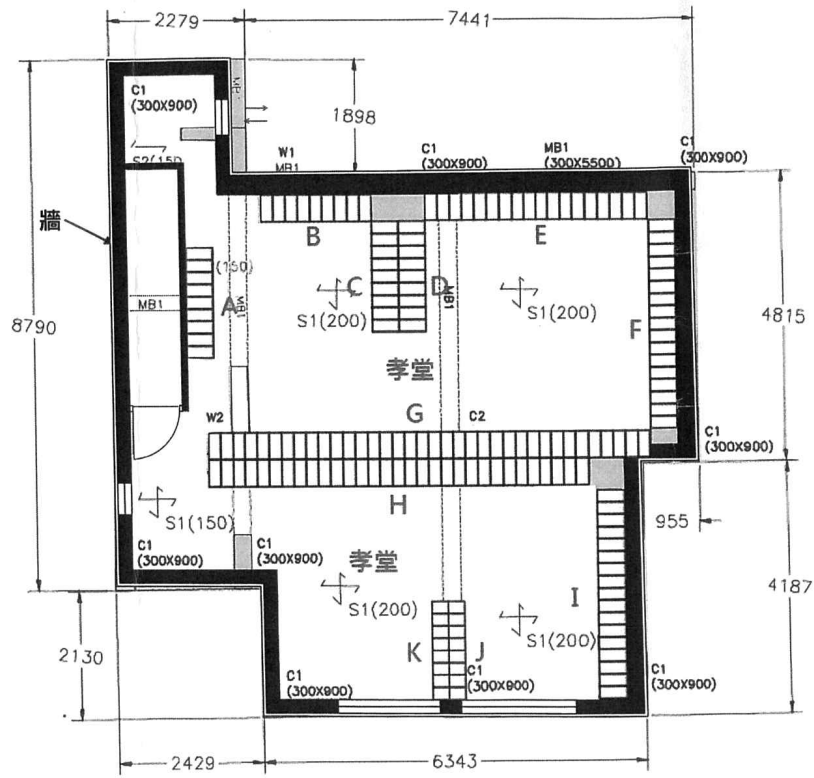 2279
7441
C1
(300X900)
1898
W1
MB1
C1
(300X900)
MB1
(300X5500)
C1
(300X900)
牆
B
E
(150)
A
MB1
MB1
C
D
MB1
S1(200)
S1(200)
F
8790
4815
孝堂
G
W2
C2
C1
(300X900)
H
S1(150)
955
C1
(300X900)
C1
(300X900)
孝堂
S1(200)
I
S1(200)
4187
2130
K
J
C1
(300X900)
C1
(300X900)
C1
(300X900)
2429
6343